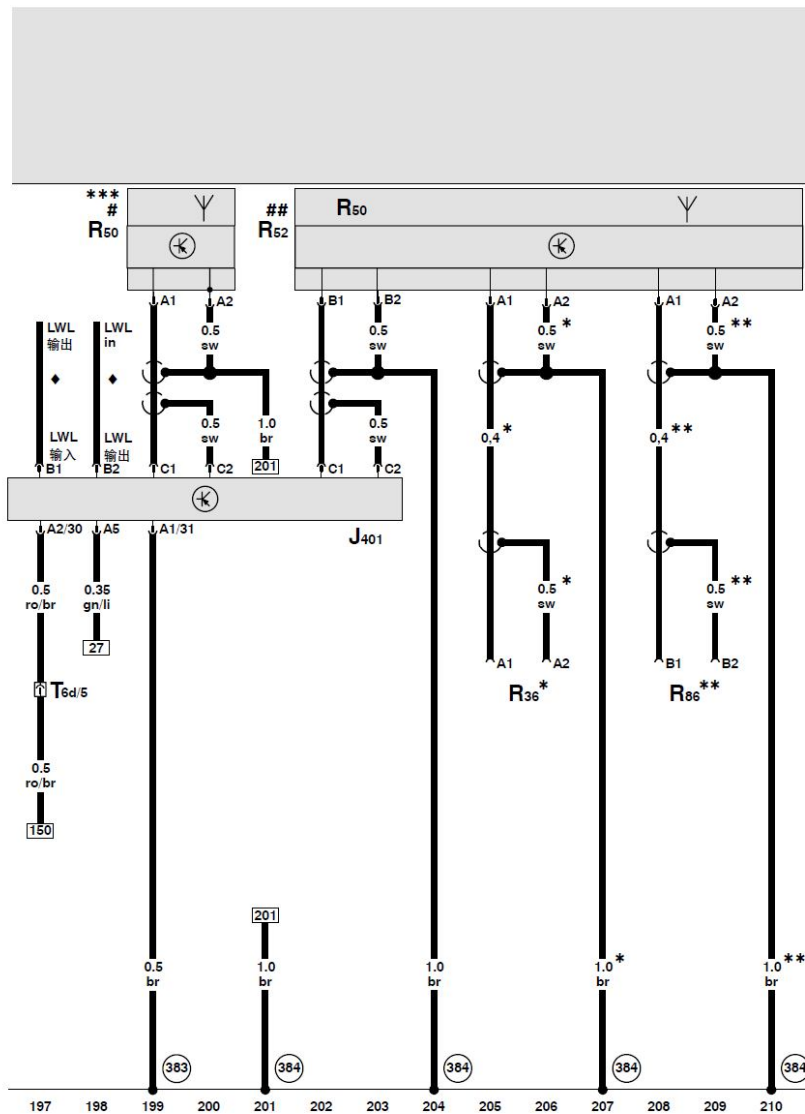 ***
#
R50
##
R52
R50
A1
A2
B1
B2
A1
A2
A1
A2
LWL
输出
LWL
in
0.5
sw
0.5
sw
0.5 *
sw
0.5 **
sw
0.5
sw
1.0
br
201
0.5
sw
0,4 *
0,4 **
LWL
输入
LWL
输出
B1
B2
C1
C2
C1
C2
A2/30
A5
A1/31
J401
0.5
ro/br
0.35
gn/li
27
0.5 *
sw
0.5 **
sw
A1
A2
B1
B2
R36*
R86**
T6d/5
0.5
ro/br
150
201
0.5
br
1.0
br
1.0
br
1.0 *
br
1.0 **
br
383
384
384
384
384
197 198 199 200 201 202 203 204 205 206 207 208 209 210